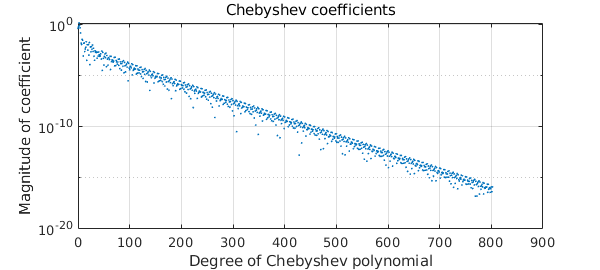 Chebyshev coefficients
Magnitude of coefficient
10^0
10^-10
10^-20
0 100 200 300 400 500 600 700 800 900
Degree of Chebyshev polynomial